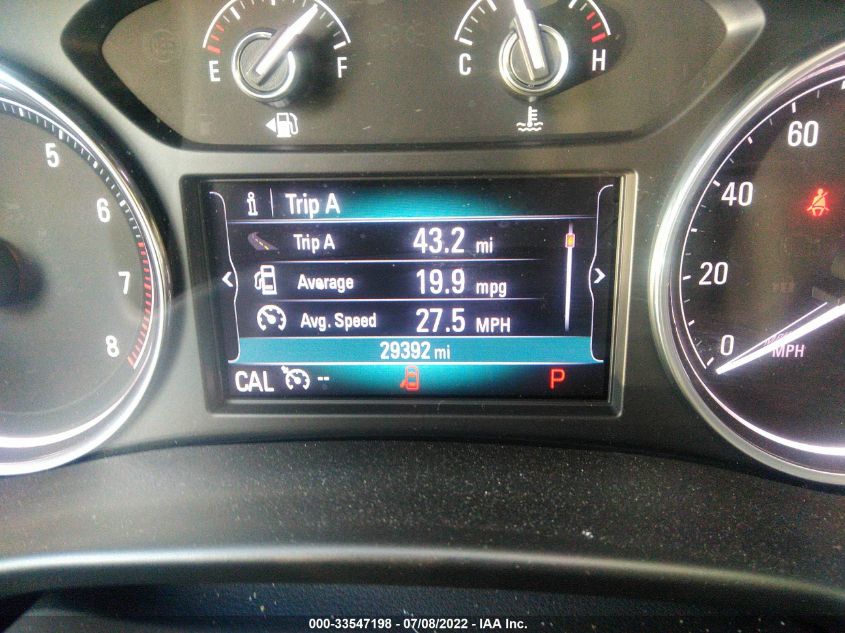 E F
C H
5
6
7
8
Trip A
Trip A 43.2 mi
Average 19.9 mpg
Avg. Speed 27.5 MPH
29392 mi
CAL -- P
60
40
20
0
MPH
000-33547198 - 07/08/2022 - IAA Inc.